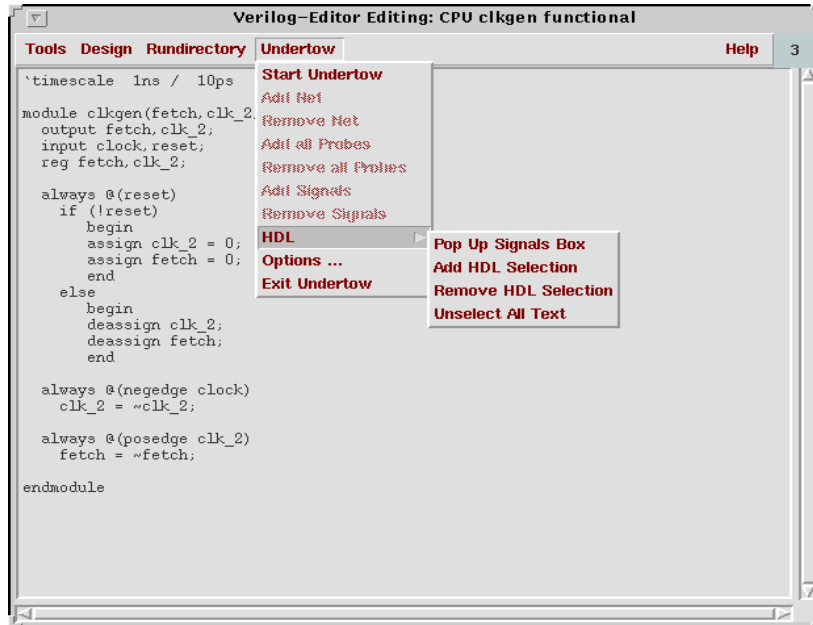 Verilog-Editor Editing: CPU clkgen functional
Tools Design Rundirectory Undertow Help 3
Start Undertow
Add Net
Remove Net
Add all Probes
Remove all Probes
Add Signals
Remove Signals
HDL
Options ...
Exit Undertow
Pop Up Signals Box
Add HDL Selection
Remove HDL Selection
Unselect All Text
`timescale 1ns / 10ps
module clkgen(fetch,clk_2
output fetch,clk_2;
input clock,reset;
reg fetch,clk_2;
always @(reset)
if (!reset)
begin
assign clk_2 = 0;
assign fetch = 0;
end
else
begin
deassign clk_2;
deassign fetch;
end
always @(negedge clock)
clk_2 = ~clk_2;
always @(posedge clk_2)
fetch = ~fetch;
endmodule